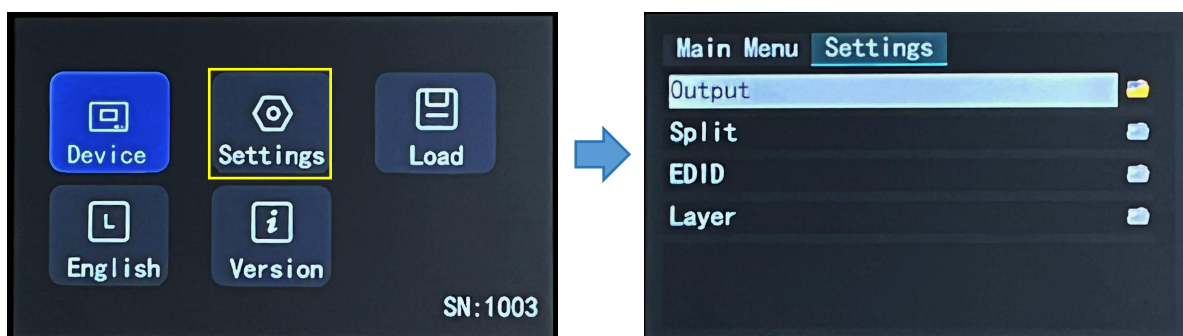 Device Settings Load
English Version
SN:1003
Main Menu Settings
Output
Split
EDID
Layer